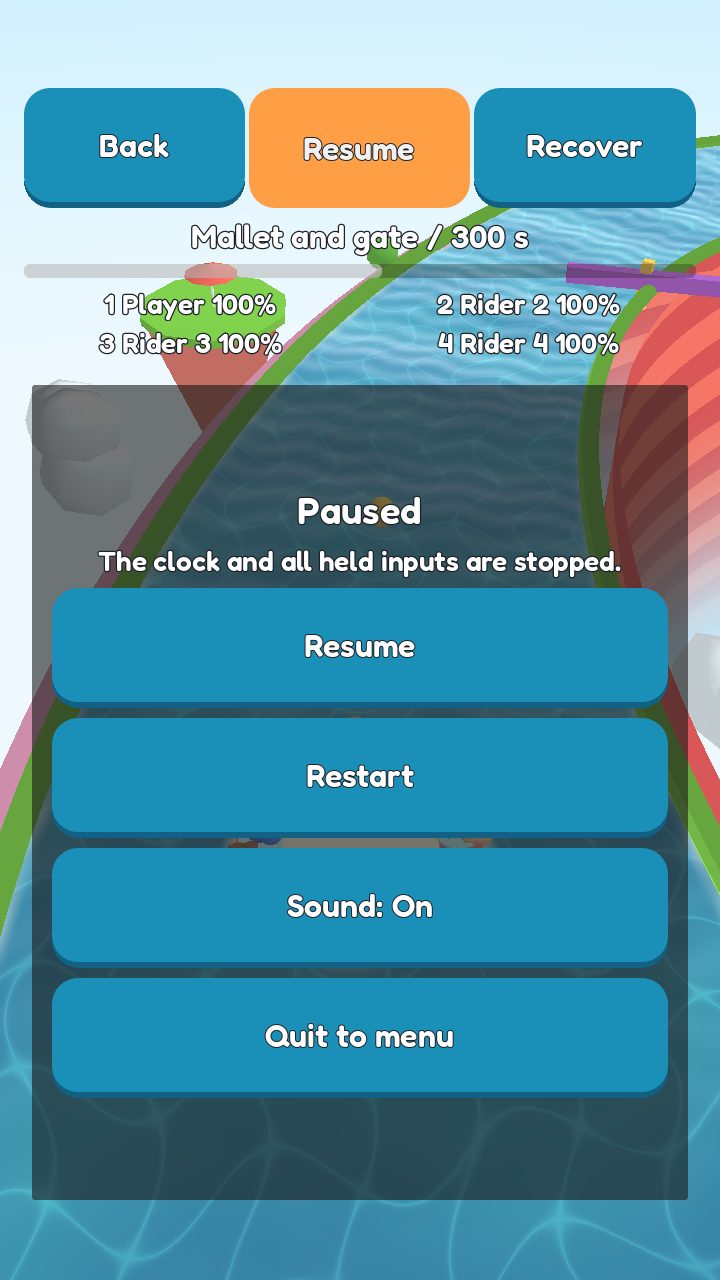 Back
Resume
Recover
Mallet and gate / 300 s
1 Player 100%
2 Rider 2 100%
3 Rider 3 100%
4 Rider 4 100%
Paused
The clock and all held inputs are stopped.
Resume
Restart
Sound: On
Quit to menu